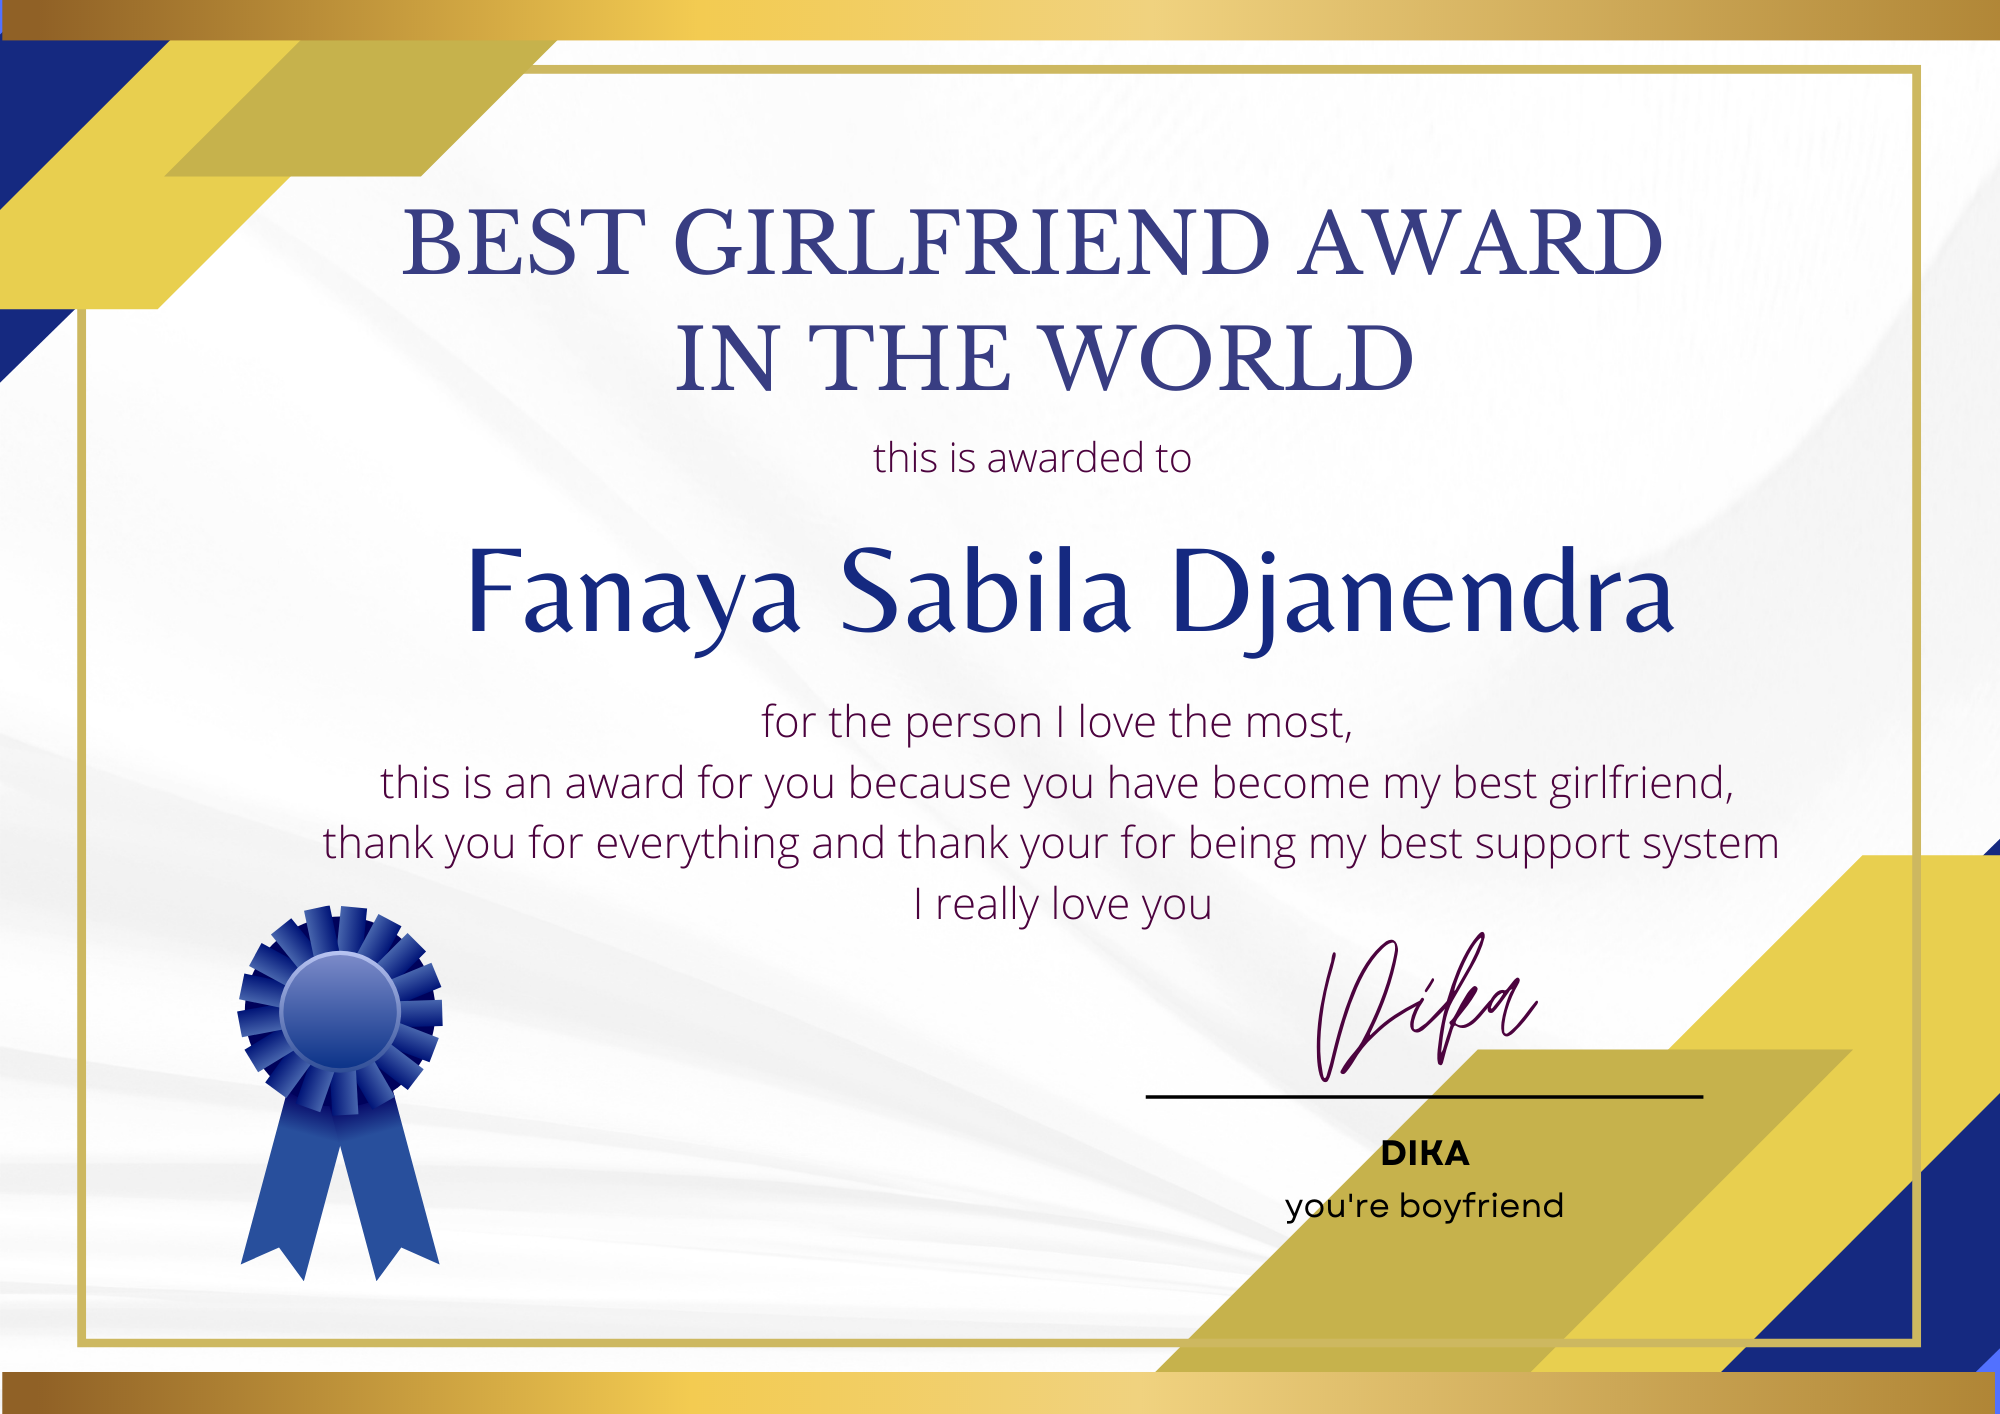 BEST GIRLFRIEND AWARD
IN THE WORLD
this is awarded to
Fanaya Sabila Djanendra
for the person I love the most,
this is an award for you because you have become my best girlfriend,
thank you for everything and thank your for being my best support system
I really love you
Dika
DIKA
you're boyfriend